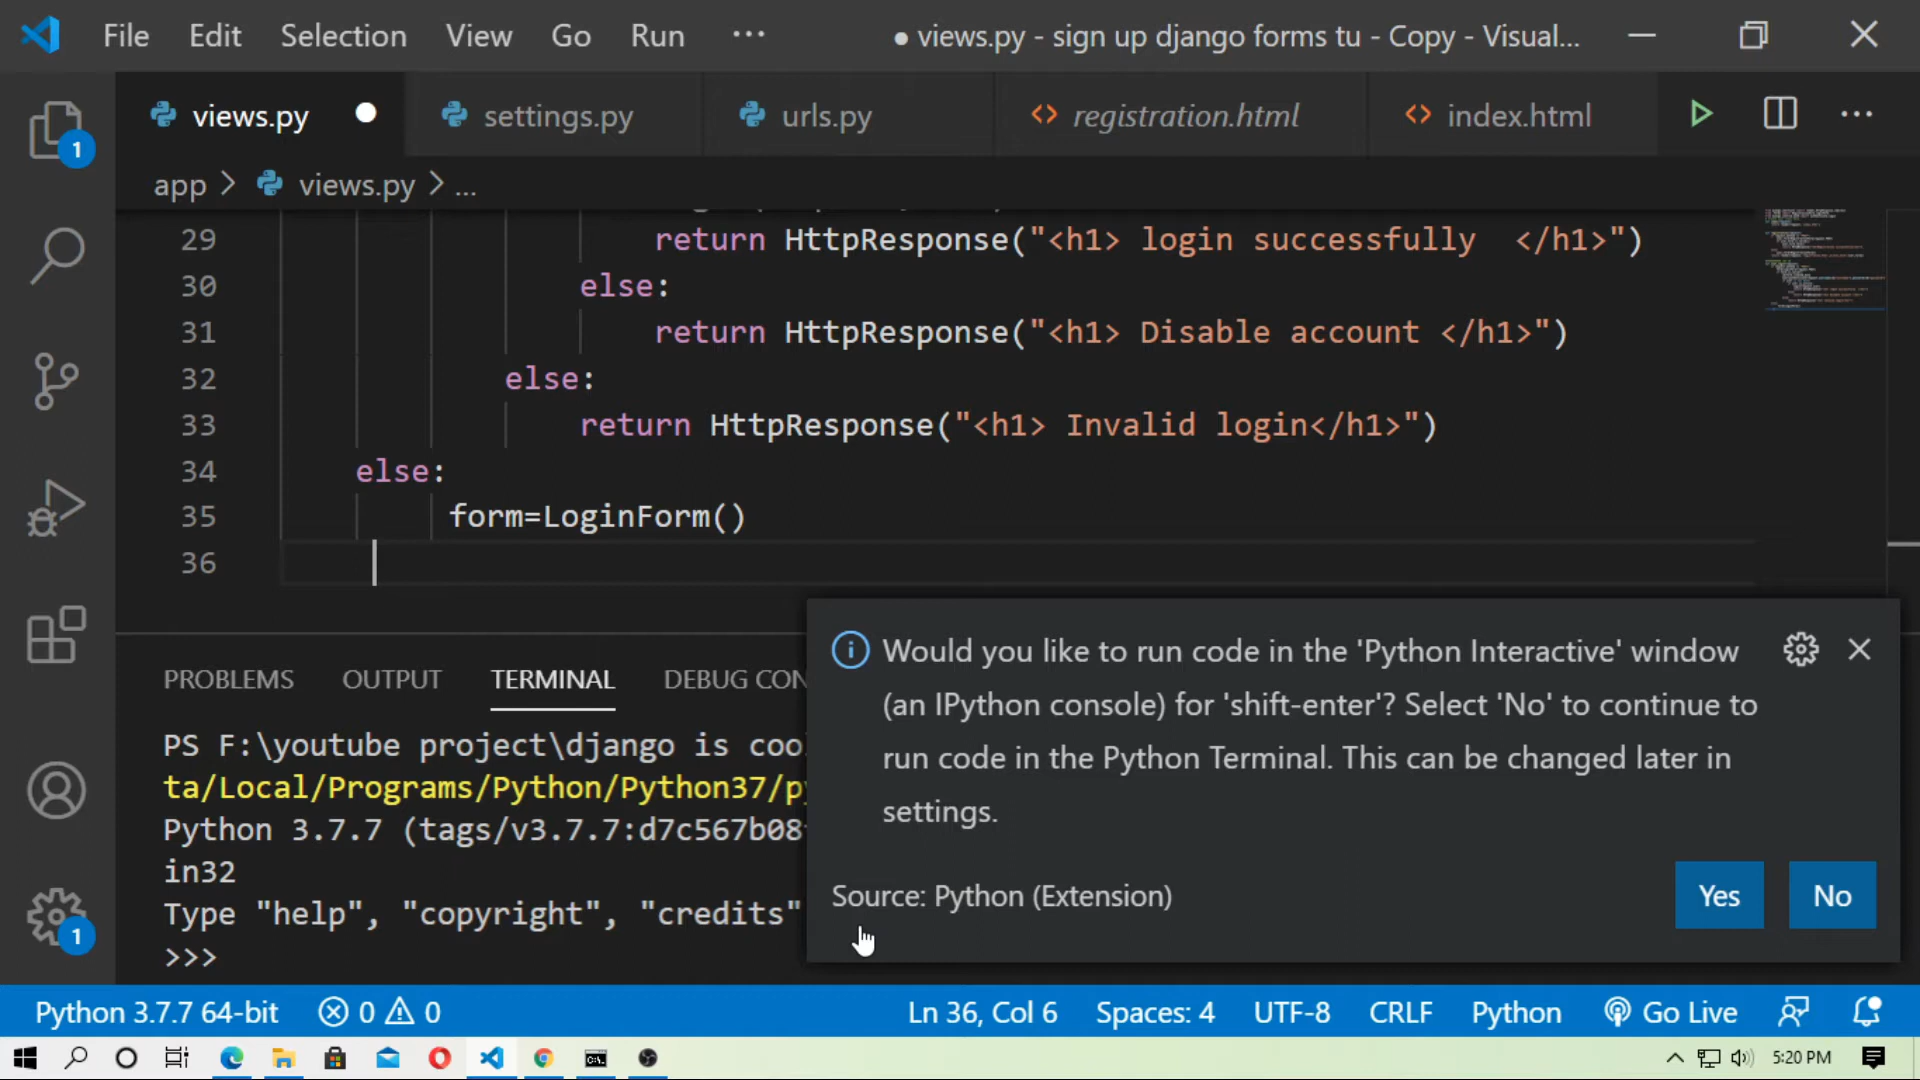 File Edit Selection View Go Run ··· ● views.py - sign up django forms tu - Copy - Visual...
views.py ● settings.py urls.py registration.html index.html
app > views.py > ...
29 return HttpResponse("<h1> login successfully  </h1>")
30 else:
31 return HttpResponse("<h1> Disable account </h1>")
32 else:
33 return HttpResponse("<h1> Invalid login</h1>")
34 else:
35 form=LoginForm()
36
PROBLEMS OUTPUT TERMINAL DEBUG CON
PS F:\youtube project\django is coo
ta/Local/Programs/Python/Python37/py
Python 3.7.7 (tags/v3.7.7:d7c567b08
in32
Type "help", "copyright", "credits"
>>>
Would you like to run code in the 'Python Interactive' window
(an IPython console) for 'shift-enter'? Select 'No' to continue to
run code in the Python Terminal. This can be changed later in
settings.
Source: Python (Extension) Yes No
1
1
Python 3.7.7 64-bit 0 0 Ln 36, Col 6 Spaces: 4 UTF-8 CRLF Python Go Live
5:20 PM